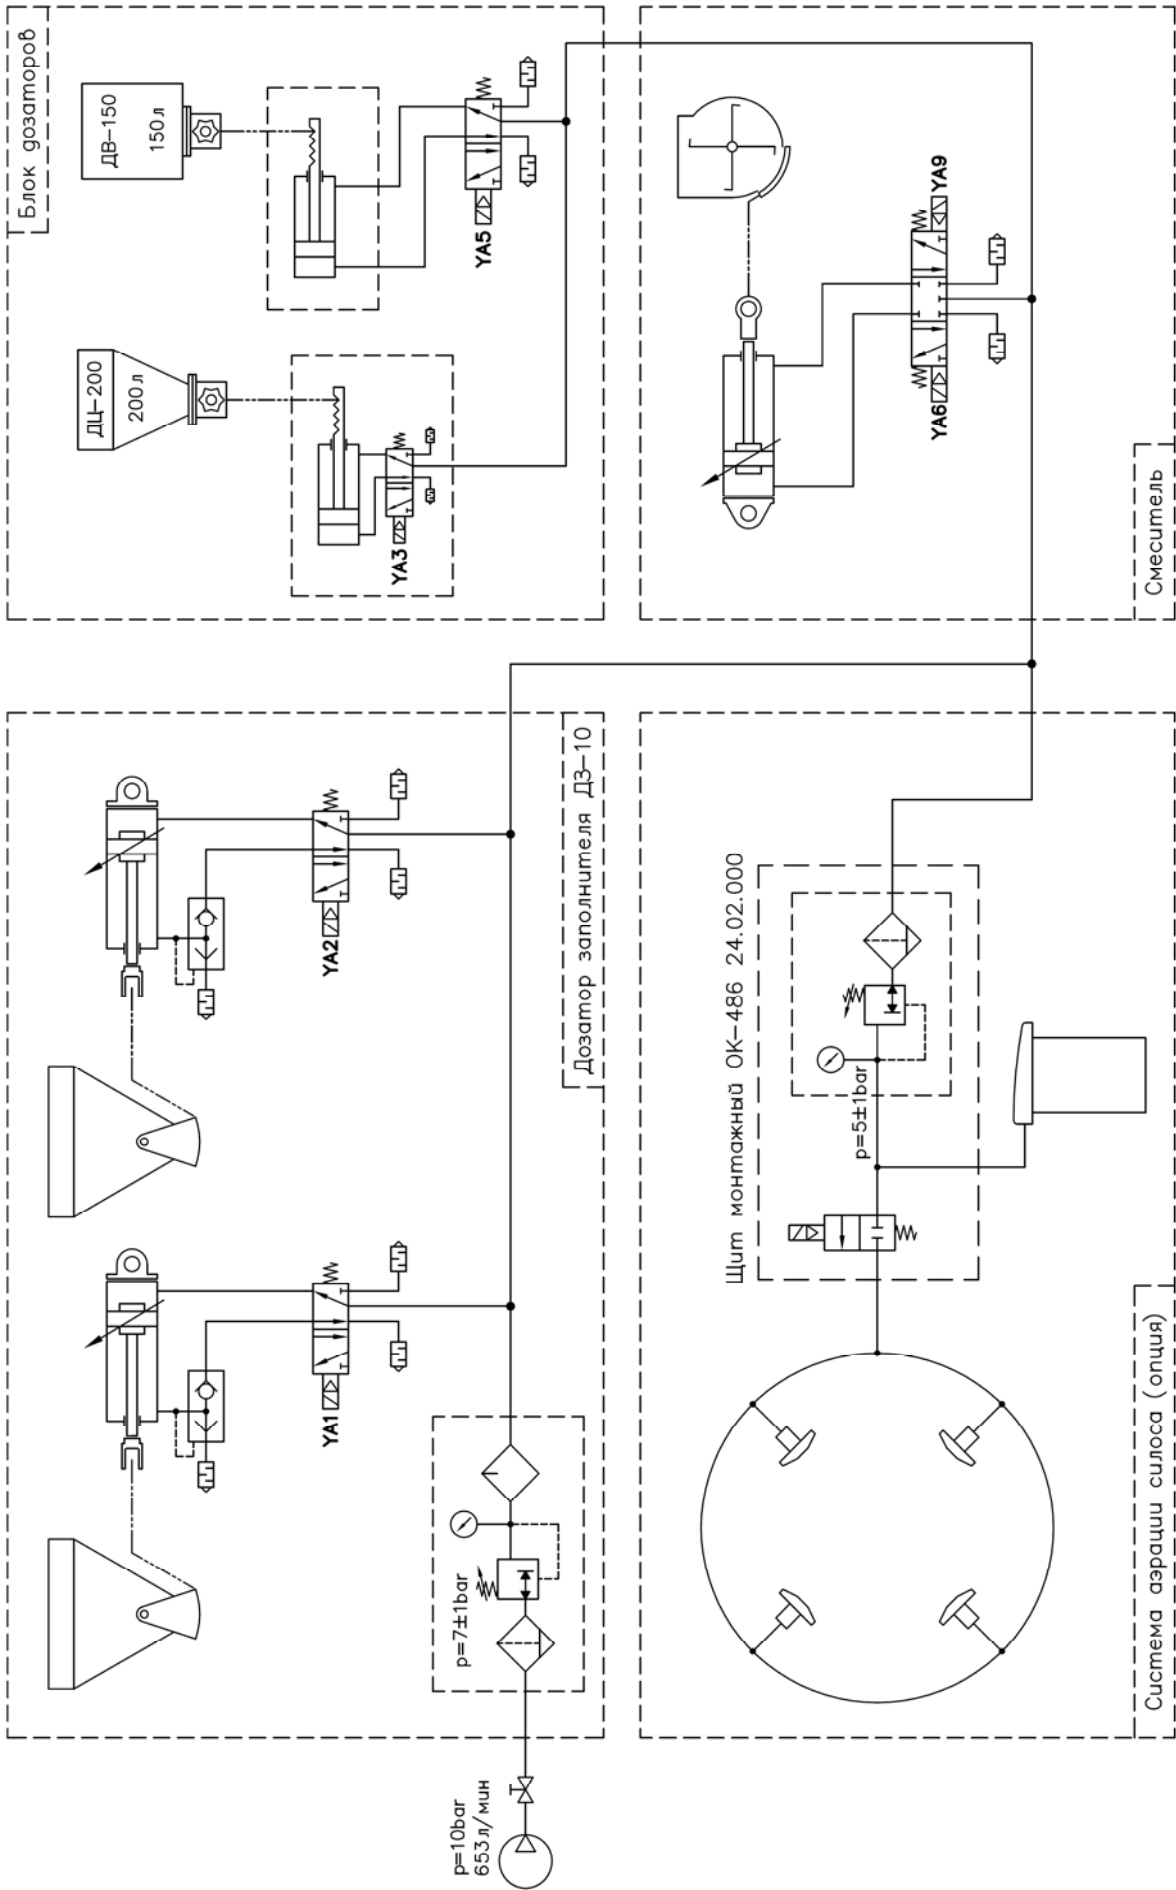 Блок дозаторов
ДВ-150
150л
YA5
ДЦ-200
200л
YA3
YA9
YA6
Смеситель
YA2
YA1
Дозатор заполнителя ДЗ-10
p=7±1bar
p=10bar
653л/мин
Щит монтажный ОК-486 24.02.000
p=5±1bar
Система аэрации силоса (опция)